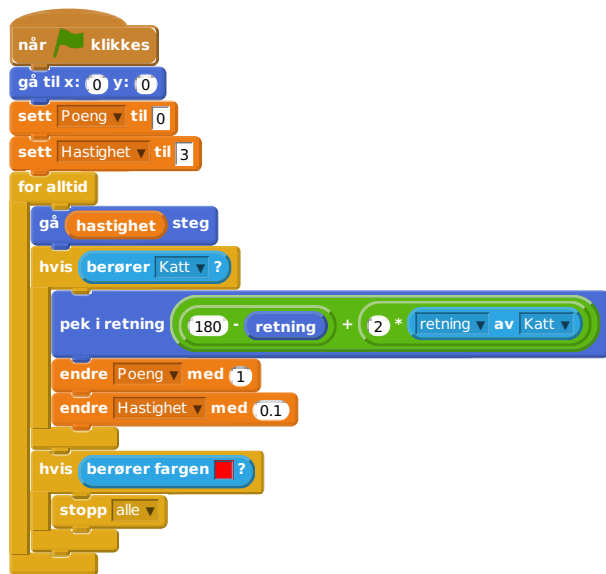 når klikkes
gå til x: 0 y: 0
sett Poeng ▼ til 0
sett Hastighet ▼ til 3
for alltid
gå hastighet steg
hvis berører Katt ▼ ?
pek i retning 180 - retning + 2 * retning ▼ av Katt ▼
endre Poeng ▼ med 1
endre Hastighet ▼ med 0.1
hvis berører fargen ?
stopp alle ▼